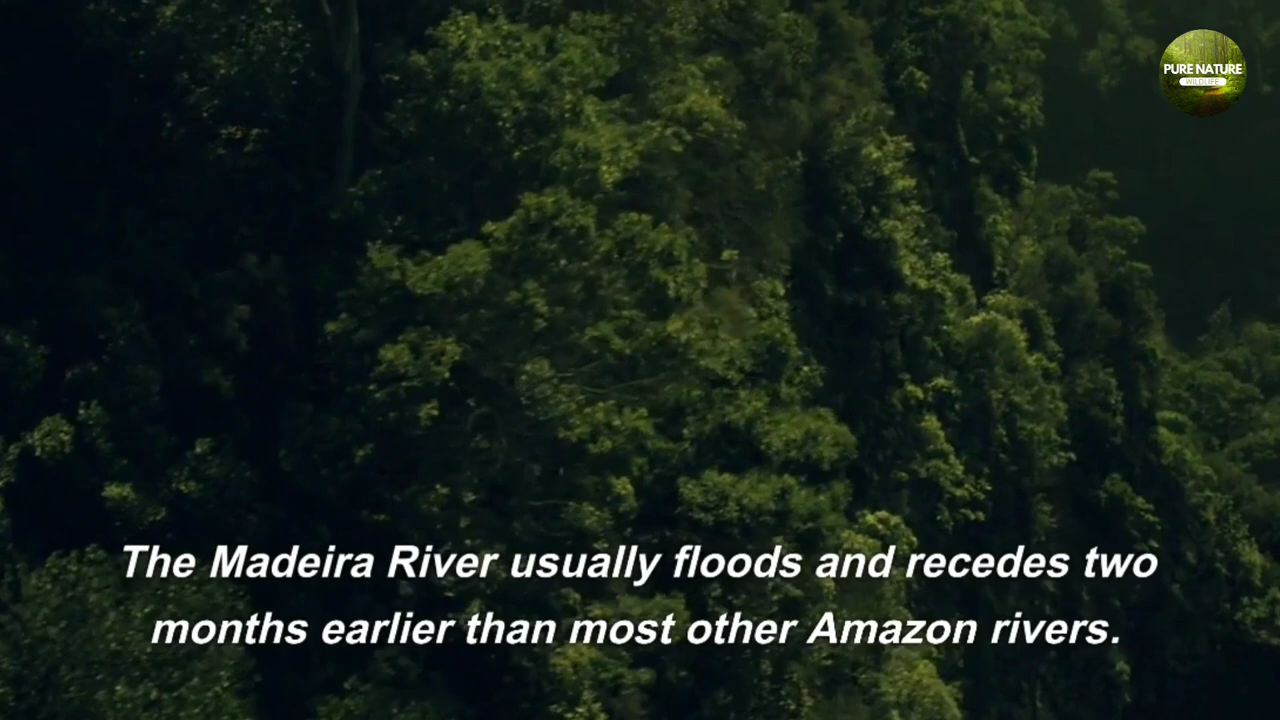 PURE NATURE
WILDLIFE
The Madeira River usually floods and recedes two
months earlier than most other Amazon rivers.